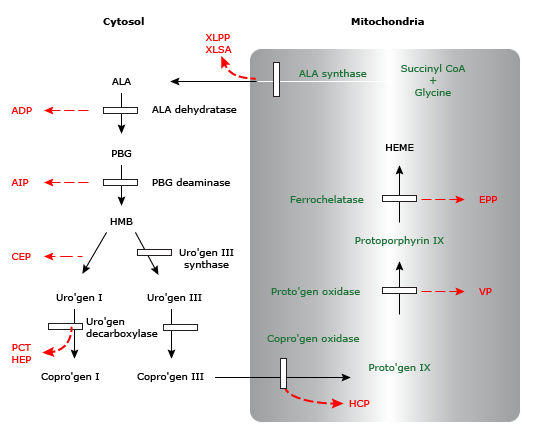 Cytosol
Mitochondria
XLPP
XLSA
ALA synthase
Succinyl CoA
+
Glycine
ALA
ADP
ALA dehydratase
PBG
HEME
AIP
PBG deaminase
Ferrochelatase
EPP
HMB
Protoporphyrin IX
CEP
Uro'gen III
synthase
Proto'gen oxidase
VP
Uro'gen I
Uro'gen III
Uro'gen
decarboxylase
Copro'gen oxidase
PCT
HEP
Proto'gen IX
Copro'gen I
Copro'gen III
HCP